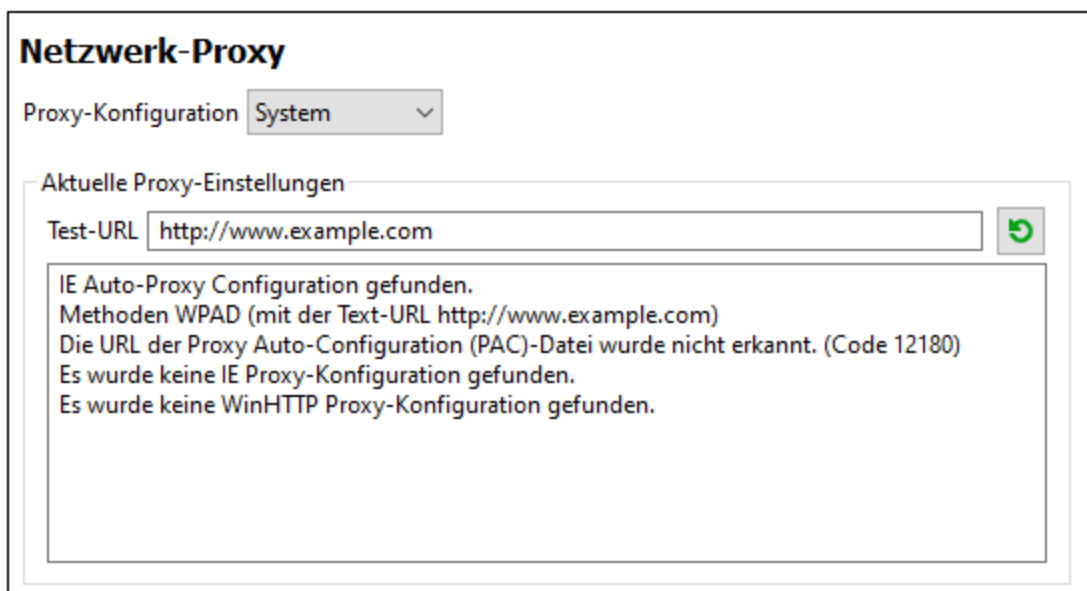 Netzwerk-Proxy
Proxy-Konfiguration System
Aktuelle Proxy-Einstellungen
Test-URL http://www.example.com
IE Auto-Proxy Configuration gefunden.
Methoden WPAD (mit der Text-URL http://www.example.com)
Die URL der Proxy Auto-Configuration (PAC)-Datei wurde nicht erkannt. (Code 12180)
Es wurde keine IE Proxy-Konfiguration gefunden.
Es wurde keine WinHTTP Proxy-Konfiguration gefunden.